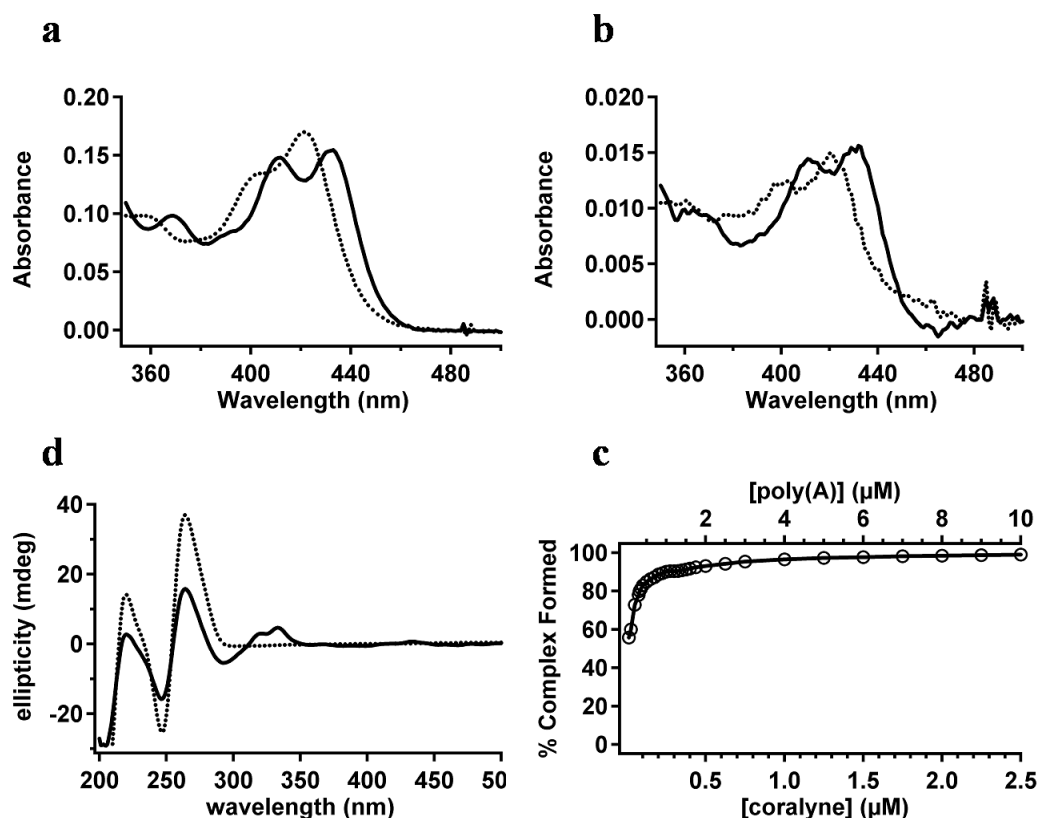 a
0.20
0.15
0.10
0.05
0.00
Absorbance
360 400 440 480
Wavelength (nm)
b
0.020
0.015
0.010
0.005
0.000
Absorbance
360 400 440 480
Wavelength (nm)
d
40
20
0
-20
ellipticity (mdeg)
200 250 300 350 400 450 500
wavelength (nm)
c
[poly(A)] (µM)
2 4 6 8 10
100
80
60
40
20
0
% Complex Formed
0.5 1.0 1.5 2.0 2.5
[coralyne] (µM)